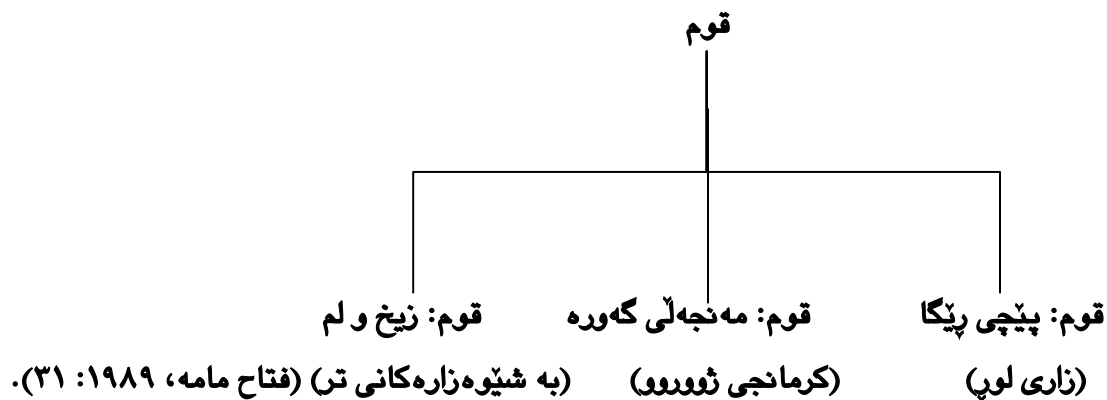 قوم
قوم: پێچی ڕێگا قوم: مەنجەڵی گەورە قوم: زیخ و لم
(زاری لوڕ) (کرمانجی ژووروو) (بە شێوەزارەکانی تر) (فتاح مامە، ١٩٨٩: ٣١).